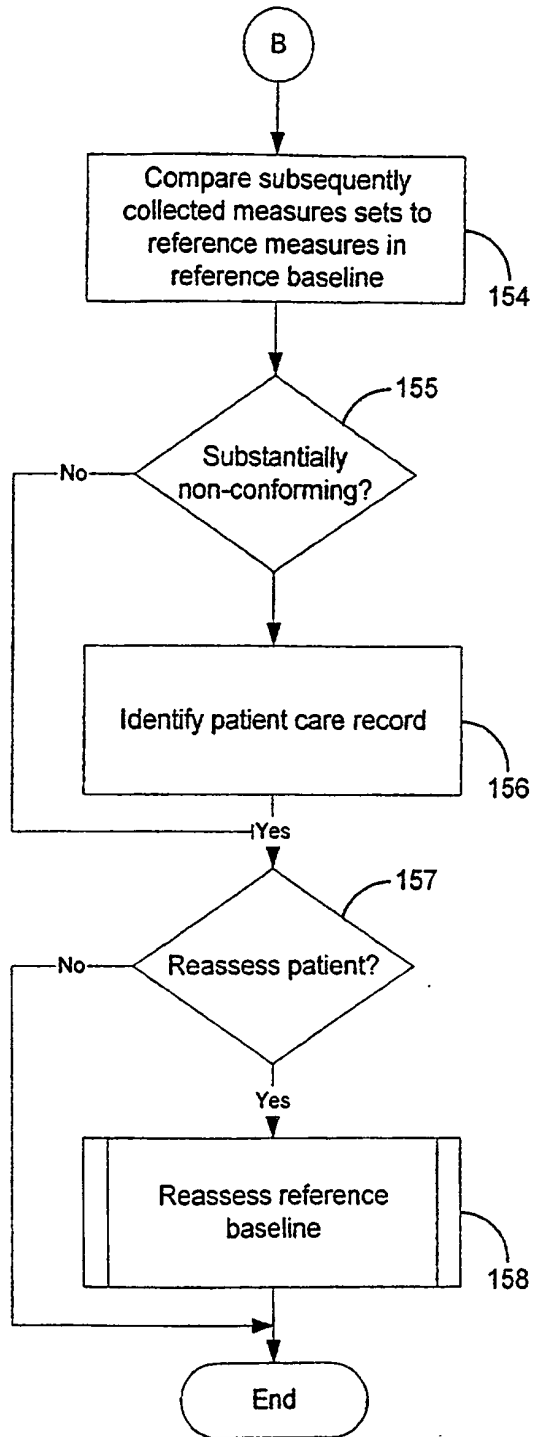 B
Compare subsequently
collected measures sets to
reference measures in
reference baseline
154
155
Substantially
non-conforming?
No
Identify patient care record
156
Yes
157
Reassess patient?
No
Yes
Reassess reference
baseline
158
End